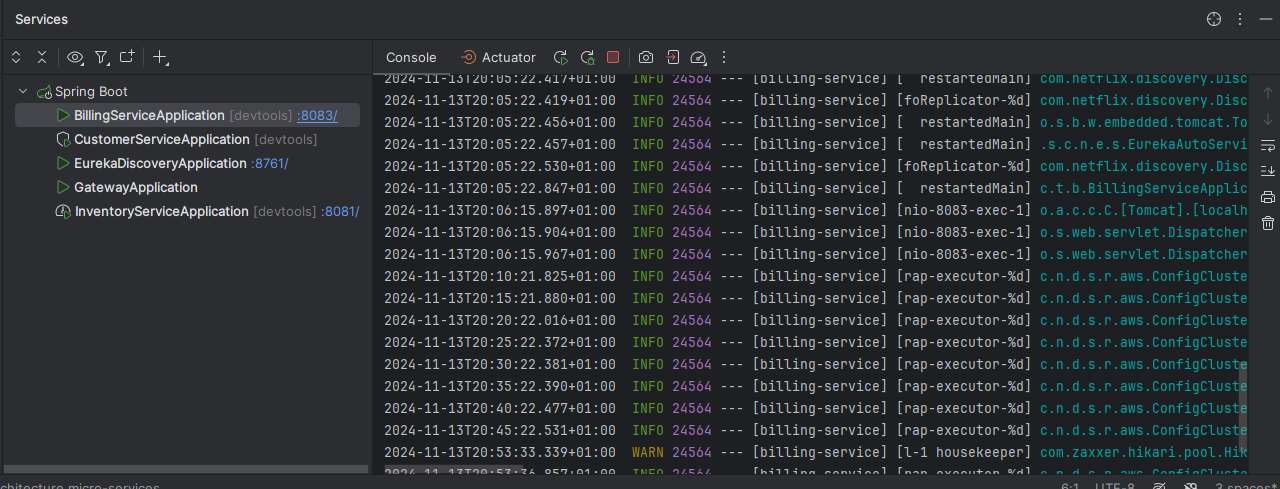 Services
Console Actuator
Spring Boot
BillingServiceApplication [devtools] :8083/
CustomerServiceApplication [devtools]
EurekaDiscoveryApplication :8761/
GatewayApplication
InventoryServiceApplication [devtools] :8081/
2024-11-13T20:05:22.417+01:00 INFO 24564 --- [billing-service] [ restartedMain] com.netflix.discovery.Disc
2024-11-13T20:05:22.419+01:00 INFO 24564 --- [billing-service] [foReplicator-%d] com.netflix.discovery.Disc
2024-11-13T20:05:22.456+01:00 INFO 24564 --- [billing-service] [ restartedMain] o.s.b.w.embedded.tomcat.To
2024-11-13T20:05:22.457+01:00 INFO 24564 --- [billing-service] [ restartedMain] .s.c.n.e.s.EurekaAutoServi
2024-11-13T20:05:22.530+01:00 INFO 24564 --- [billing-service] [foReplicator-%d] com.netflix.discovery.Disc
2024-11-13T20:05:22.847+01:00 INFO 24564 --- [billing-service] [ restartedMain] c.t.b.BillingServiceApplic
2024-11-13T20:06:15.897+01:00 INFO 24564 --- [billing-service] [nio-8083-exec-1] o.a.c.c.C.[Tomcat].[localh
2024-11-13T20:06:15.904+01:00 INFO 24564 --- [billing-service] [nio-8083-exec-1] o.s.web.servlet.Dispatcher
2024-11-13T20:06:15.967+01:00 INFO 24564 --- [billing-service] [nio-8083-exec-1] o.s.web.servlet.Dispatcher
2024-11-13T20:10:21.825+01:00 INFO 24564 --- [billing-service] [rap-executor-%d] c.n.d.s.r.aws.ConfigCluste
2024-11-13T20:15:21.880+01:00 INFO 24564 --- [billing-service] [rap-executor-%d] c.n.d.s.r.aws.ConfigCluste
2024-11-13T20:20:22.016+01:00 INFO 24564 --- [billing-service] [rap-executor-%d] c.n.d.s.r.aws.ConfigCluste
2024-11-13T20:25:22.372+01:00 INFO 24564 --- [billing-service] [rap-executor-%d] c.n.d.s.r.aws.ConfigCluste
2024-11-13T20:30:22.381+01:00 INFO 24564 --- [billing-service] [rap-executor-%d] c.n.d.s.r.aws.ConfigCluste
2024-11-13T20:35:22.390+01:00 INFO 24564 --- [billing-service] [rap-executor-%d] c.n.d.s.r.aws.ConfigCluste
2024-11-13T20:40:22.477+01:00 INFO 24564 --- [billing-service] [rap-executor-%d] c.n.d.s.r.aws.ConfigCluste
2024-11-13T20:45:22.531+01:00 INFO 24564 --- [billing-service] [rap-executor-%d] c.n.d.s.r.aws.ConfigCluste
2024-11-13T20:53:33.339+01:00 WARN 24564 --- [billing-service] [l-1 housekeeper] com.zaxxer.hikari.pool.Hik
2024-11-13T20:53:36.857+01:00 INFO 24564 --- [billing-service] [rap-executor-%d] c.n.d.s.r.aws.ConfigCluste
chitecture micro-services 6:1 UTF-8 3 spaces*